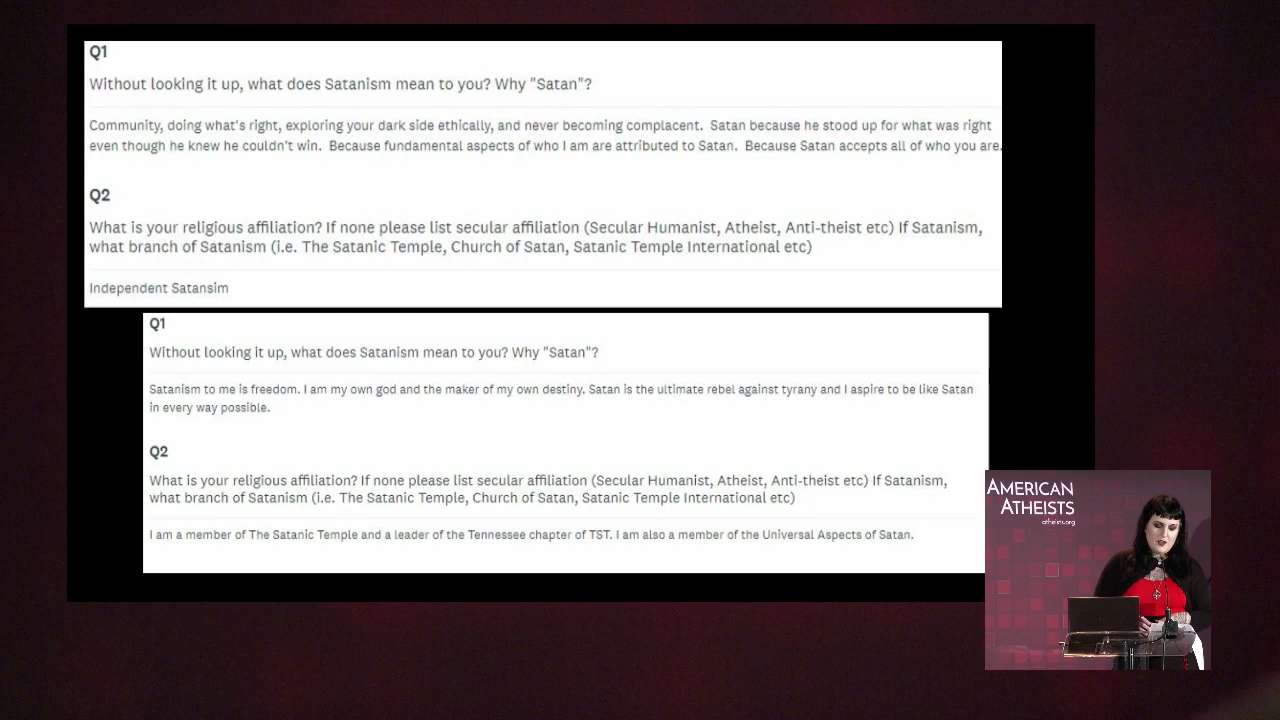 Q1
Without looking it up, what does Satanism mean to you? Why "Satan"?
Community, doing what's right, exploring your dark side ethically, and never becoming complacent. Satan because he stood up for what was right
even though he knew he couldn't win. Because fundamental aspects of who I am are attributed to Satan. Because Satan accepts all of who you are.
Q2
What is your religious affiliation? If none please list secular affiliation (Secular Humanist, Atheist, Anti-theist etc) If Satanism,
what branch of Satanism (i.e. The Satanic Temple, Church of Satan, Satanic Temple International etc)
Independent Satansim
Q1
Without looking it up, what does Satanism mean to you? Why "Satan"?
Satanism to me is freedom. I am my own god and the maker of my own destiny. Satan is the ultimate rebel against tyrany and I aspire to be like Satan
in every way possible.
Q2
What is your religious affiliation? If none please list secular affiliation (Secular Humanist, Atheist, Anti-theist etc) If Satanism,
what branch of Satanism (i.e. The Satanic Temple, Church of Satan, Satanic Temple International etc)
I am a member of The Satanic Temple and a leader of the Tennessee chapter of TST. I am also a member of the Universal Aspects of Satan.
AMERICAN
ATHEISTS
atheists.org